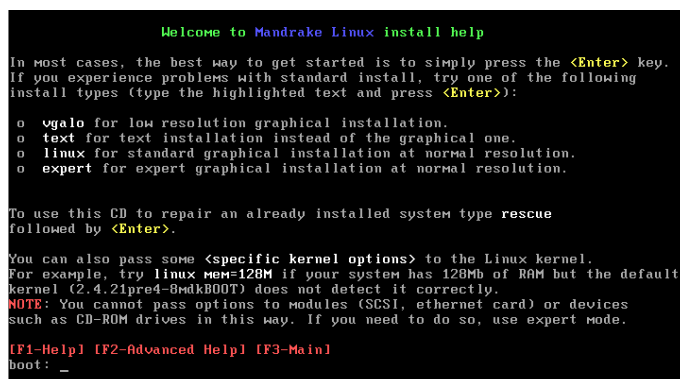 Welcome to Mandrake Linux install help
In most cases, the best way to get started is to simply press the <Enter> key.
If you experience problems with standard install, try one of the following
install types (type the highlighted text and press <Enter>):
o vgalo for low resolution graphical installation.
o text for text installation instead of the graphical one.
o linux for standard graphical installation at normal resolution.
o expert for expert graphical installation at normal resolution.
To use this CD to repair an already installed system type rescue
followed by <Enter>.
You can also pass some <specific kernel options> to the Linux kernel.
For example, try linux mem=128M if your system has 128Mb of RAM but the default
kernel (2.4.21pre4-8mdkBOOT) does not detect it correctly.
NOTE: You cannot pass options to modules (SCSI, ethernet card) or devices
such as CD-ROM drives in this way. If you need to do so, use expert mode.
[F1-Help] [F2-Advanced Help] [F3-Main]
boot: _